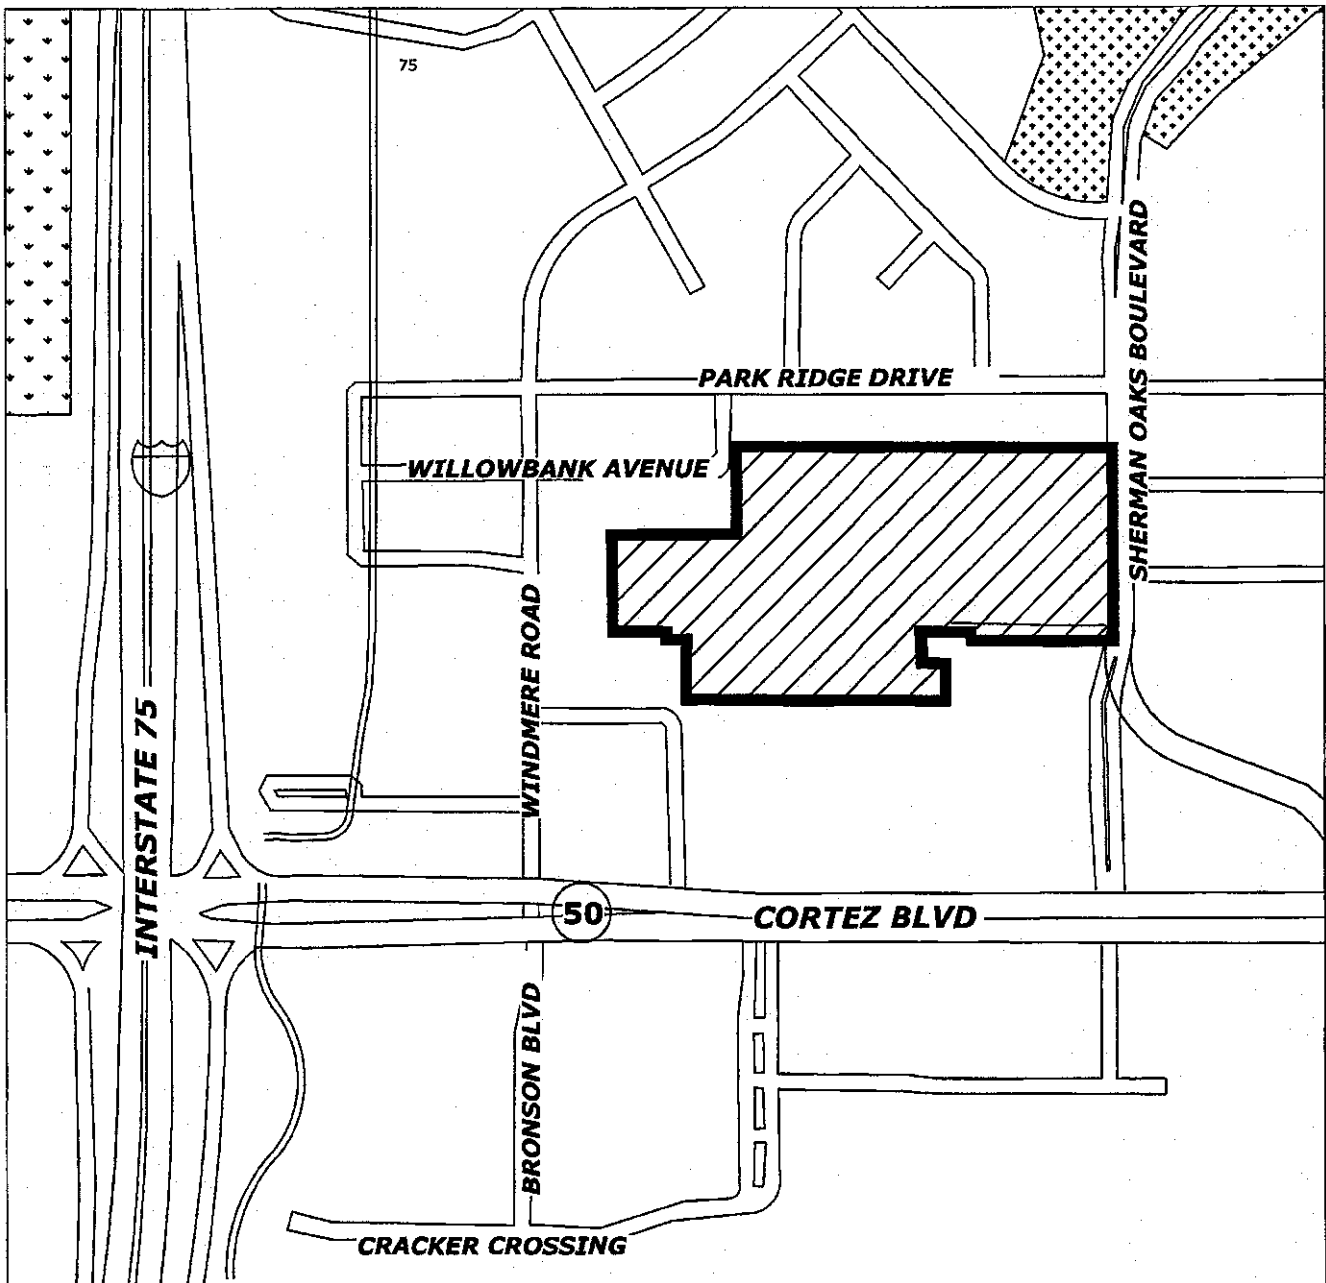 75
SHERMAN OAKS BOULEVARD
PARK RIDGE DRIVE
WILLOWBANK AVENUE
WINDMERE ROAD
INTERSTATE 75
50
CORTEZ BLVD
BRONSON BLVD
CRACKER CROSSING